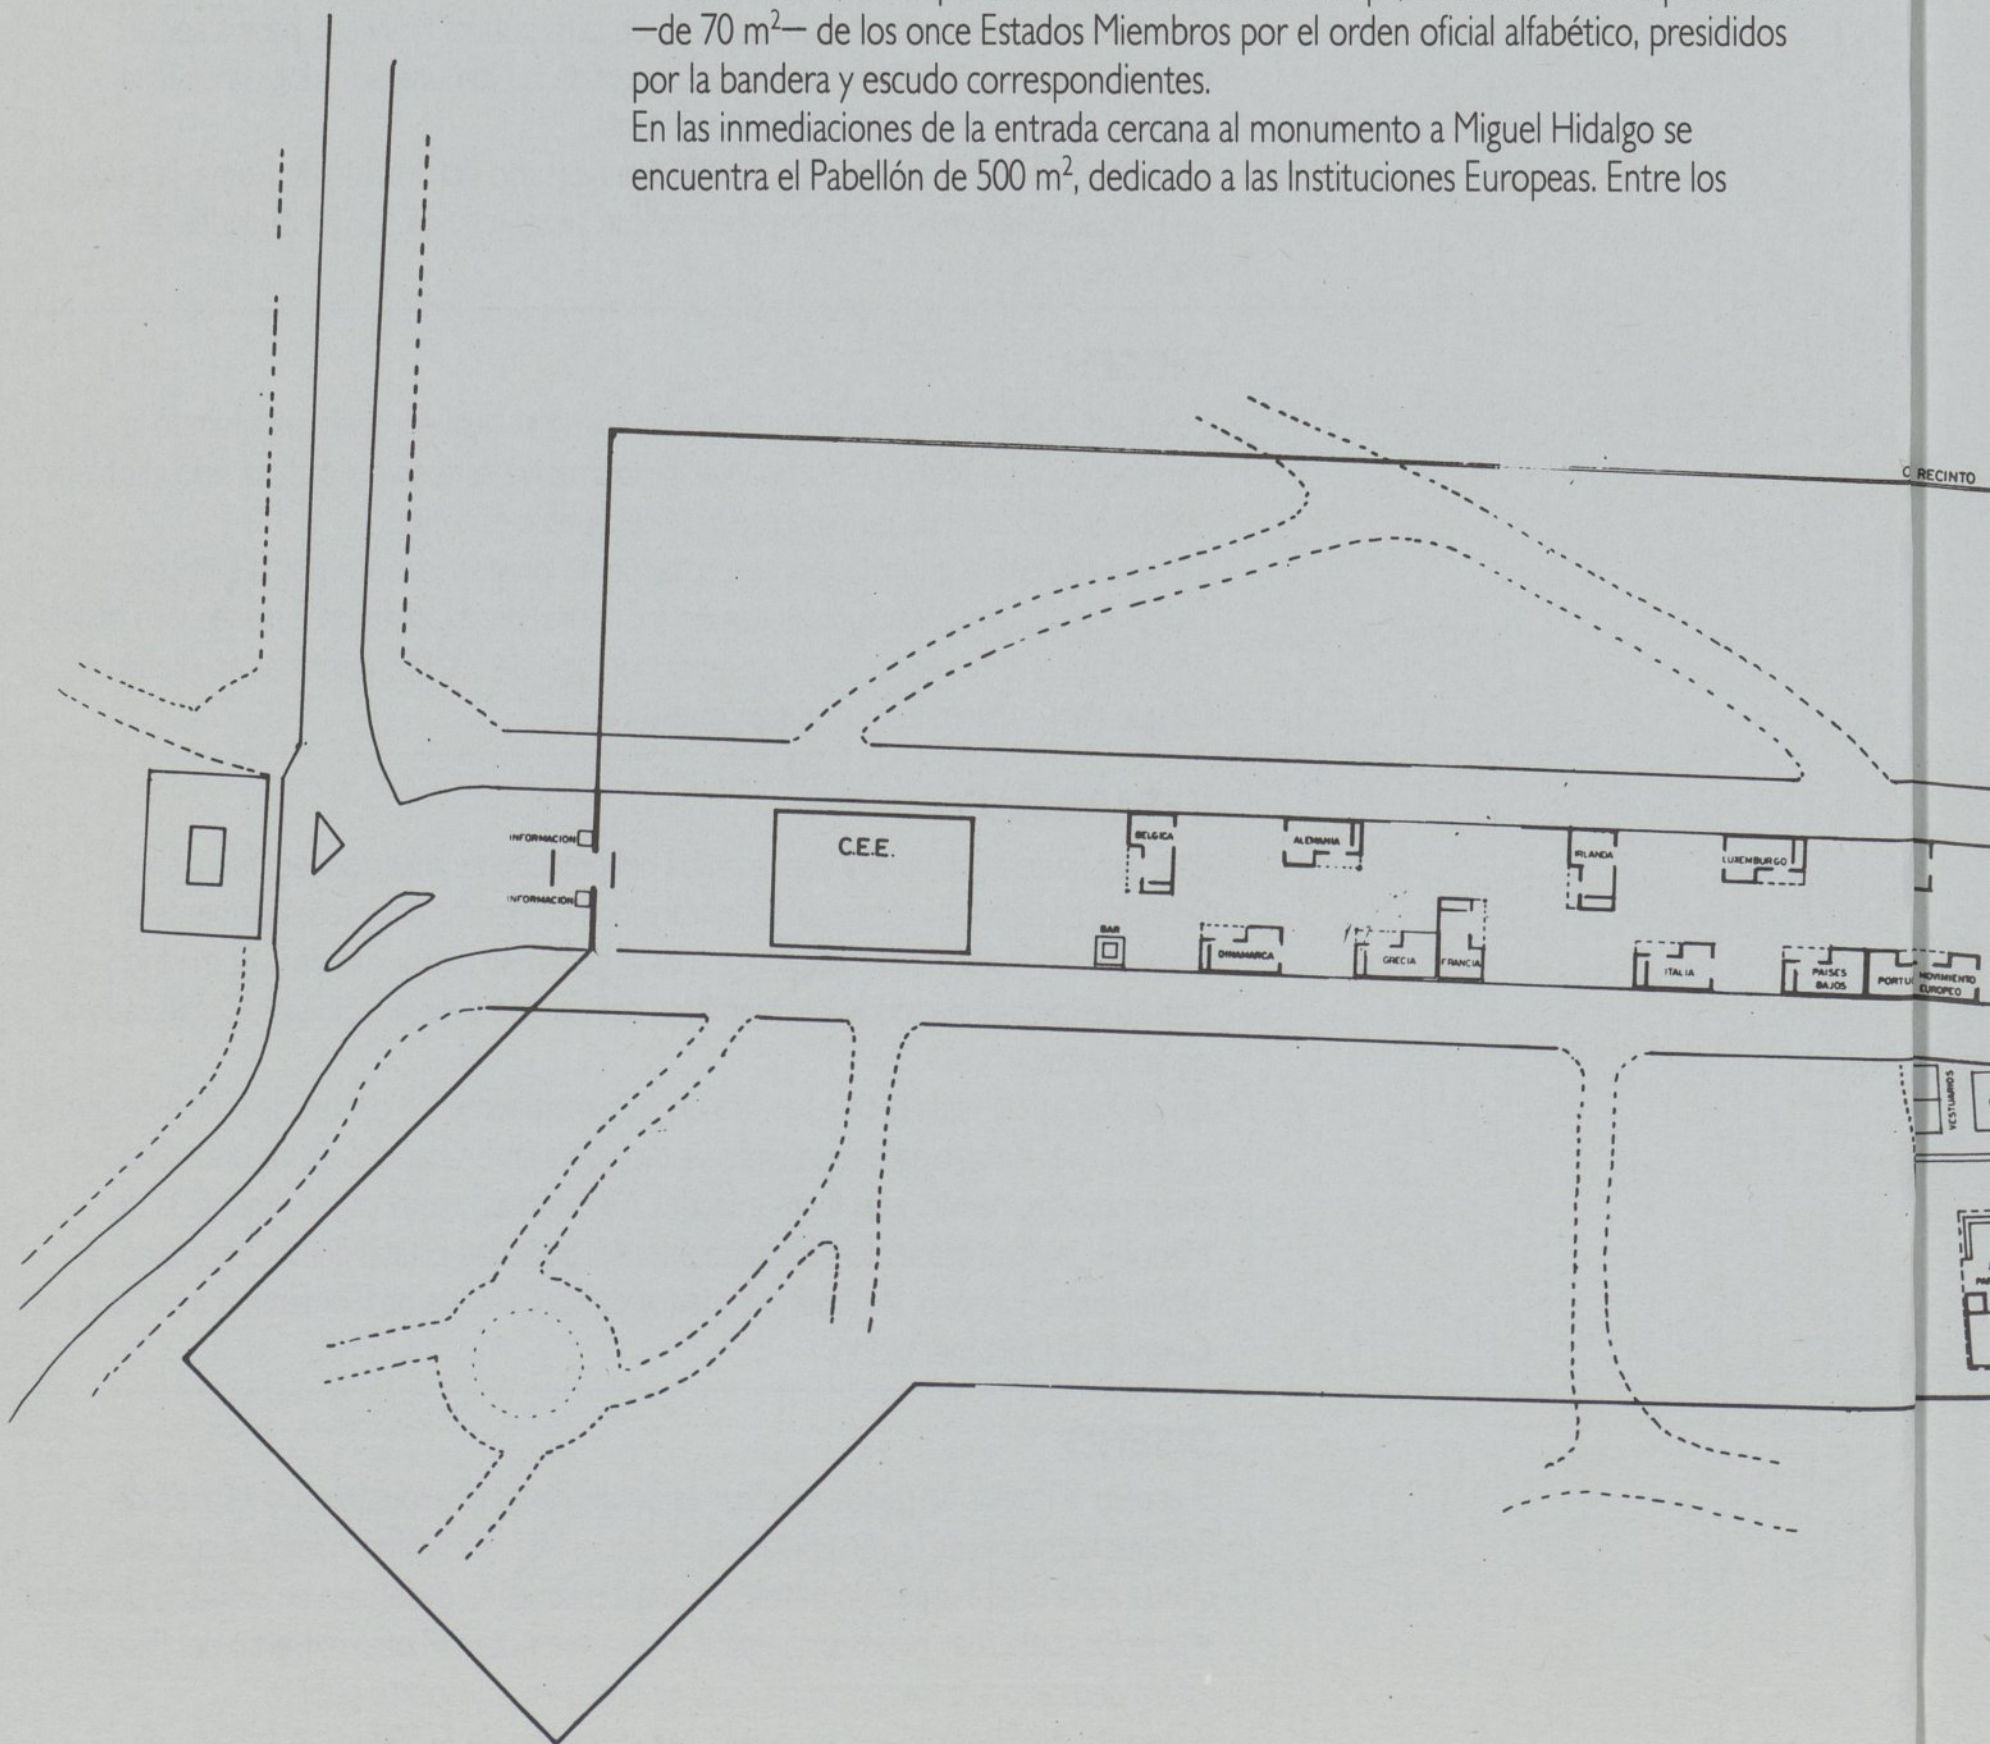 —de 70 m²— de los once Estados Miembros por el orden oficial alfabético, presididos
por la bandera y escudo correspondientes.
En las inmediaciones de la entrada cercana al monumento a Miguel Hidalgo se
encuentra el Pabellón de 500 m², dedicado a las Instituciones Europeas. Entre los
RECINTO
INFORMACION
C.E.E.
BELGICA
ALEMANIA
IRLANDA
LUXEMBURGO
INFORMACION
BAR
DINAMARCA
GRECIA
FRANCIA
ITALIA
PAISES
BAJOS
PORTU
MOVIMIENTO
EUROPEO
VESTUARIOS